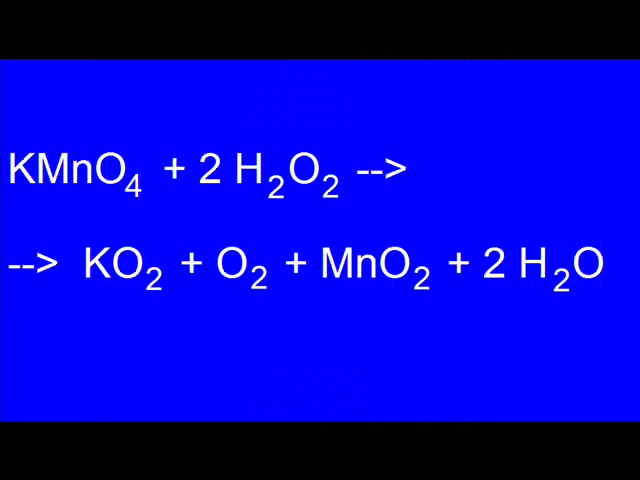 KMnO₄ + 2 H₂O₂ -->
--> KO₂ + O₂ + MnO₂ + 2 H₂O